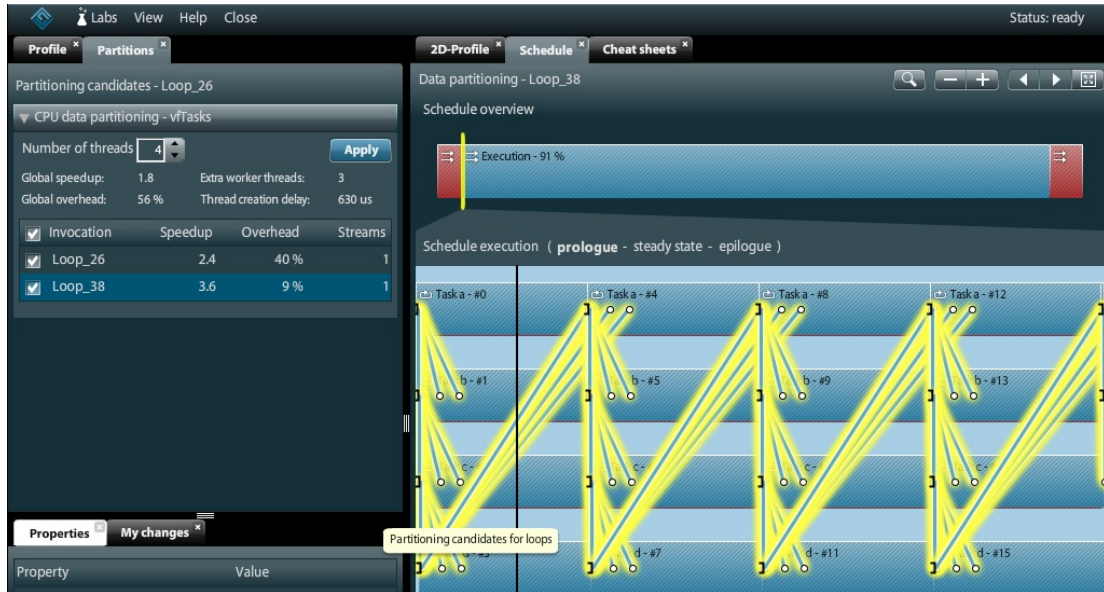 Labs View Help Close Status: ready
Profile Partitions
2D-Profile Schedule Cheat sheets
Partitioning candidates - Loop_26
CPU data partitioning - vfTasks
Number of threads 4 Apply
Global speedup: 1.8 Extra worker threads: 3
Global overhead: 56 % Thread creation delay: 630 us
Invocation Speedup Overhead Streams
Loop_26 2.4 40 % 1
Loop_38 3.6 9 % 1
Properties My changes
Property Value
Data partitioning - Loop_38
Schedule overview
Execution - 91 %
Schedule execution ( prologue - steady state - epilogue )
Task a - #0 Task a - #4 Task a - #8 Task a - #12
b - #1 b - #5 b - #9 b - #13
c - c - c - c -
Partitioning candidates for loops
d - #7 d - #11 d - #15